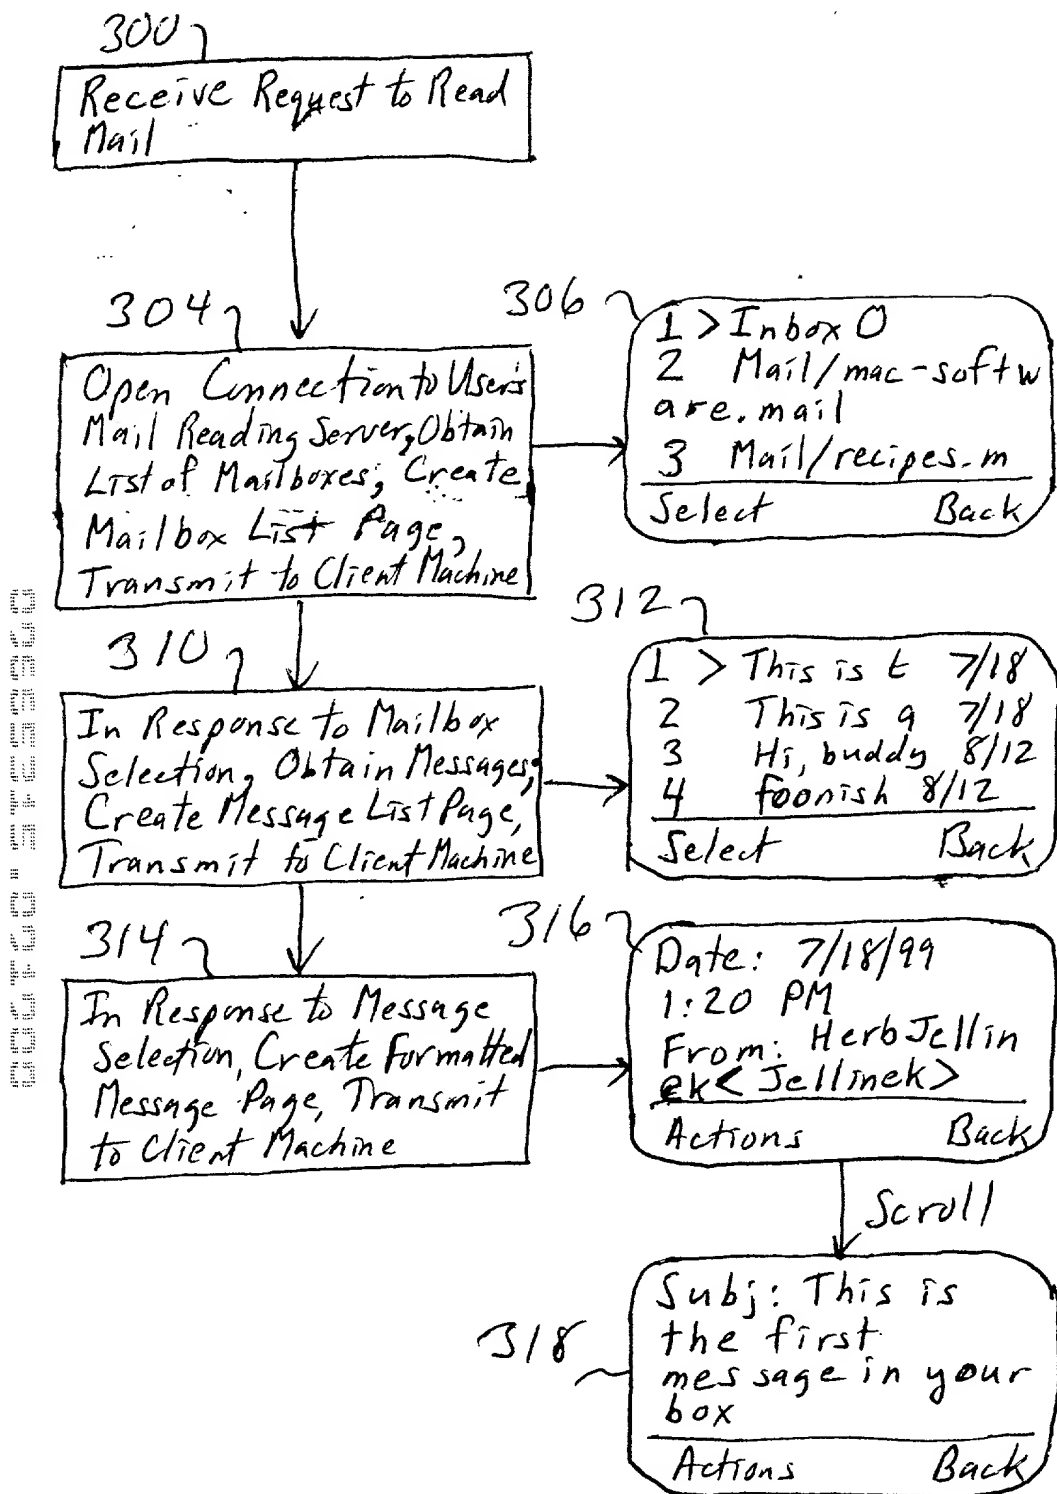 300
Receive Request to Read
Mail
304
Open Connection to User's
Mail Reading Server, Obtain
List of Mailboxes; Create
Mailbox List Page,
Transmit to Client Machine
306
1 > Inbox O
2 Mail/mac-softw
are.mail
3 Mail/recipes.m
Select Back
310
In Response to Mailbox
Selection, Obtain Messages;
Create Message List Page,
Transmit to Client Machine
312
1 > This is t 7/18
2 This is a 7/18
3 Hi, buddy 8/12
4 foonish 8/12
Select Back
314
In Response to Message
Selection, Create Formatted
Message Page, Transmit
to Client Machine
316
Date: 7/18/99
1:20 PM
From: Herb Jellin
ek < Jellinek >
Actions Back
Scroll
318
Subj: This is
the first
message in your
box
Actions Back